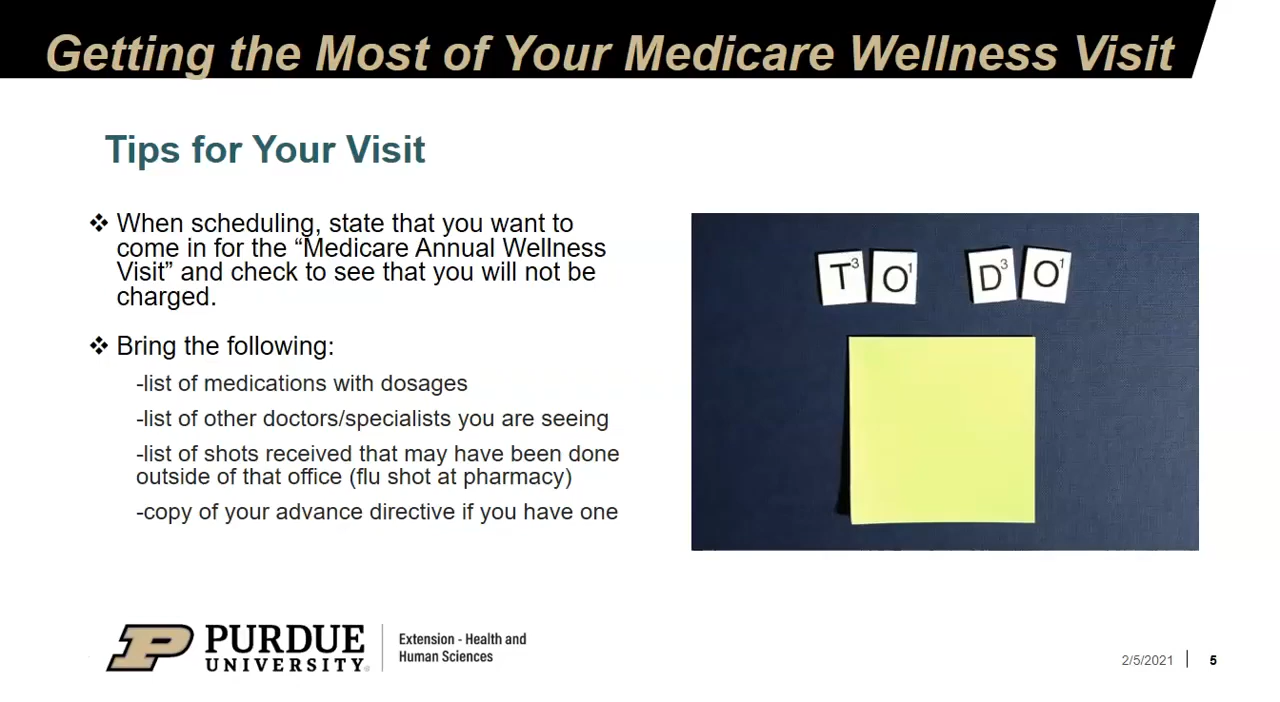 Getting the Most of Your Medicare Wellness Visit
Tips for Your Visit
❖ When scheduling, state that you want to
come in for the “Medicare Annual Wellness
Visit” and check to see that you will not be
charged.
❖ Bring the following:
-list of medications with dosages
-list of other doctors/specialists you are seeing
-list of shots received that may have been done
outside of that office (flu shot at pharmacy)
-copy of your advance directive if you have one
T3 O1 D3 O1
P PURDUE
UNIVERSITY®
Extension - Health and
Human Sciences
2/5/2021 | 5